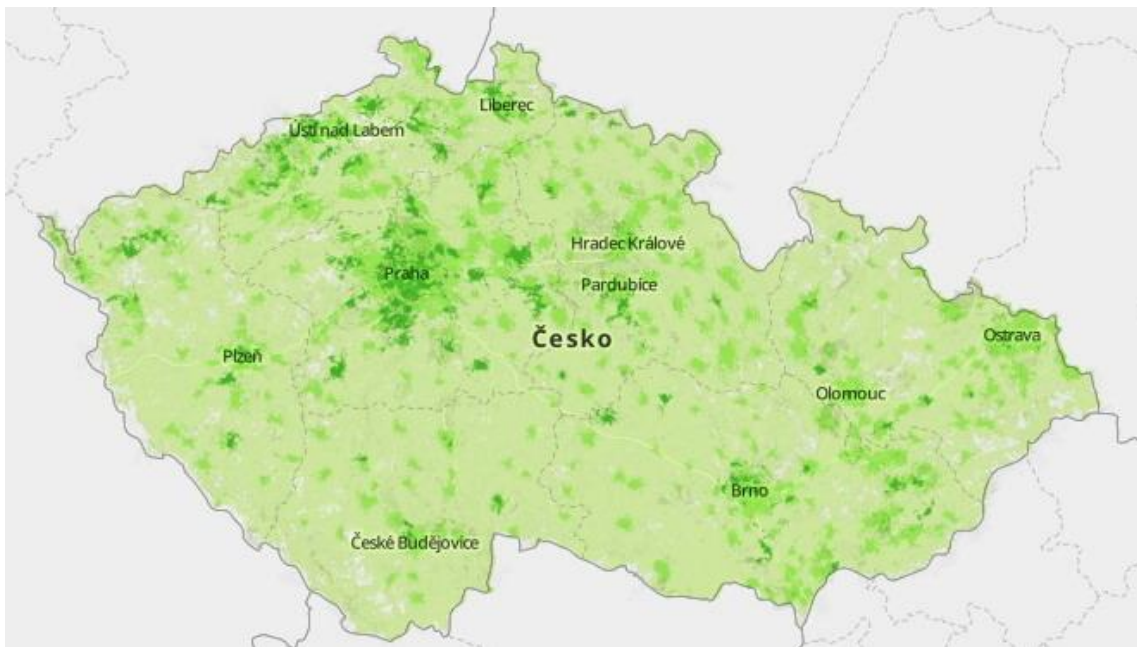 Liberec
Ústí nad Labem
Hradec Králové
Praha
Pardubice
Česko
Ostrava
Plzeň
Olomouc
Brno
České Budějovice